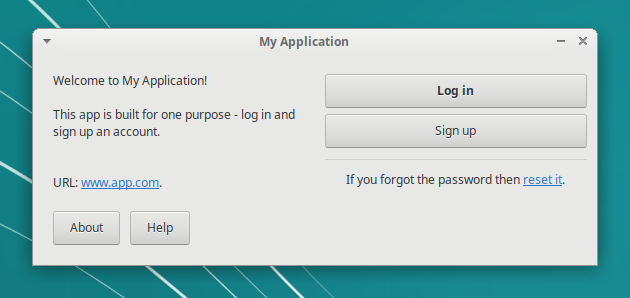 My Application
Welcome to My Application!
This app is built for one purpose - log in and
sign up an account.
URL: www.app.com.
About
Help
Log in
Sign up
If you forgot the password then reset it.